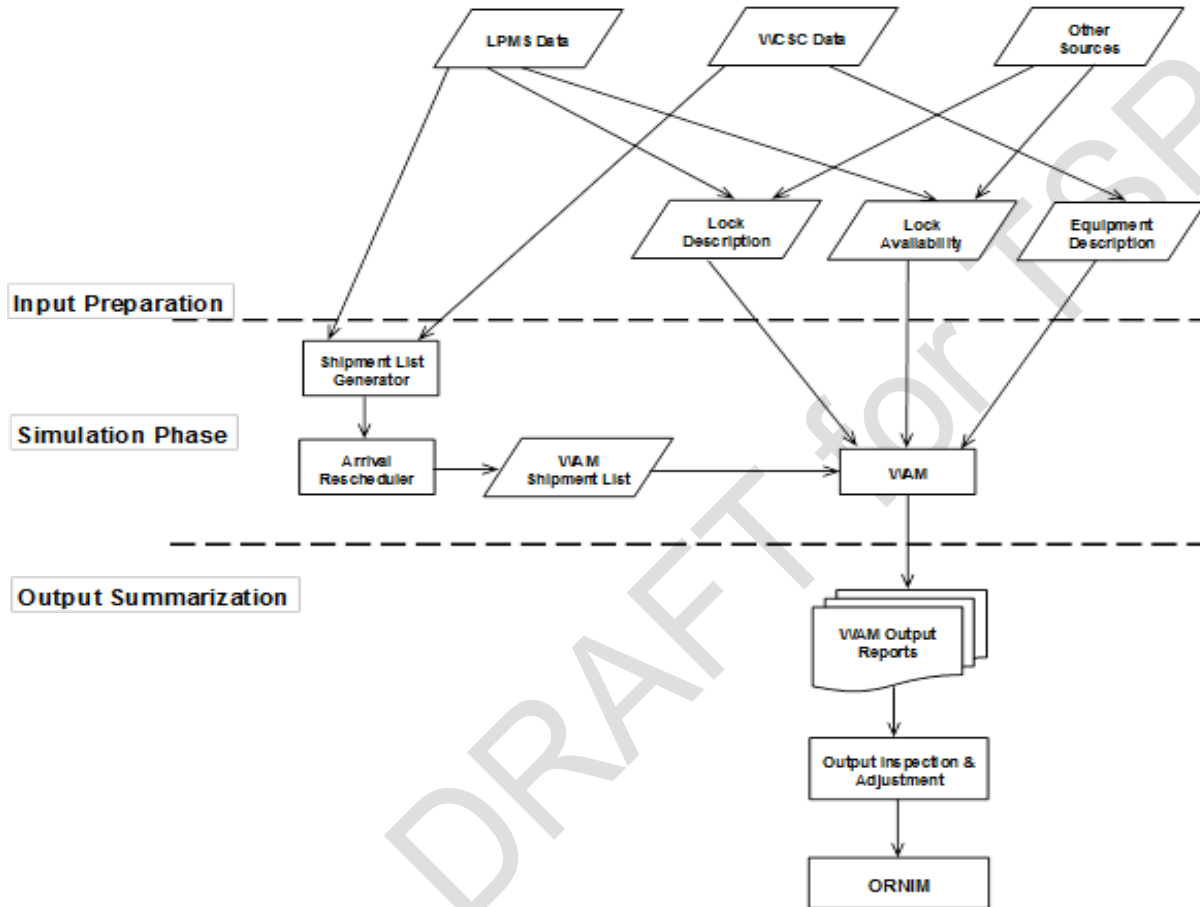 LPMS Data
WCSC Data
Other
Sources
Lock
Description
Lock
Availability
Equipment
Description
Input Preparation
Shipment List
Generator
Simulation Phase
Arrival
Rescheduler
WAM
Shipment List
WAM
Output Summarization
WAM Output
Reports
Output Inspection &
Adjustment
ORNIM
DRAFT for TSP